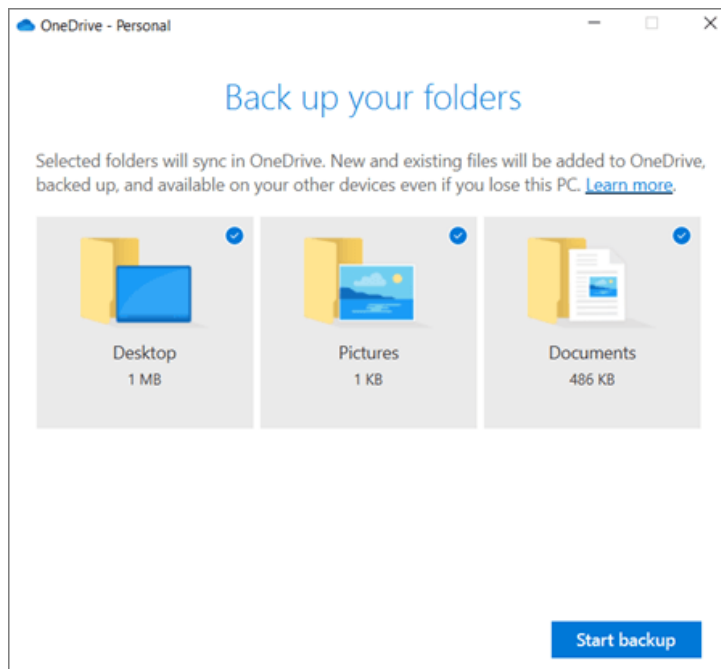 OneDrive - Personal
Back up your folders
Selected folders will sync in OneDrive. New and existing files will be added to OneDrive,
backed up, and available on your other devices even if you lose this PC. Learn more.
Desktop
1 MB
Pictures
1 KB
Documents
486 KB
Start backup